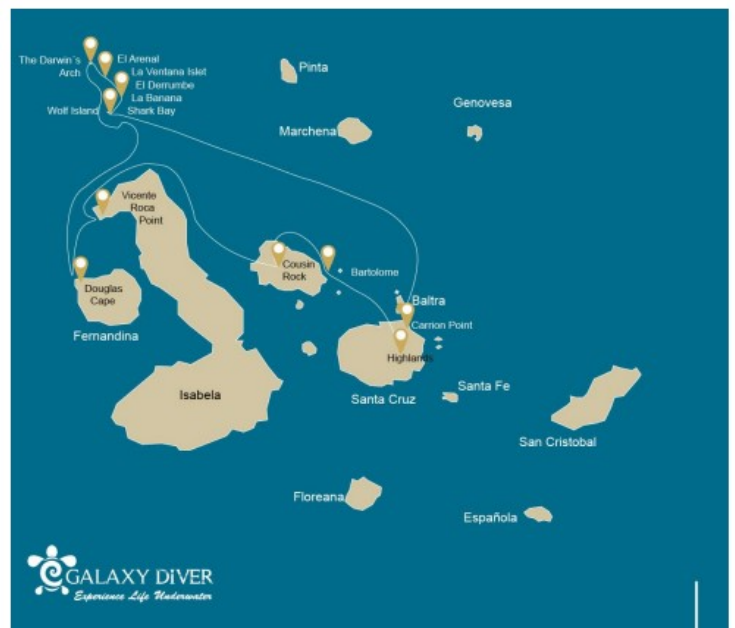 The Darwin´s
Arch
El Arenal
La Ventana Islet
El Derrumbe
La Banana
Wolf Island
Shark Bay
Pinta
Genovesa
Marchena
Vicente
Roca
Point
Cousin
Rock
Bartolome
Douglas
Cape
Baltra
Carrion Point
Fernandina
Highlands
Isabela
Santa Cruz
Santa Fe
San Cristobal
Floreana
Española
GALAXY DIVER
Experience Life Underwater